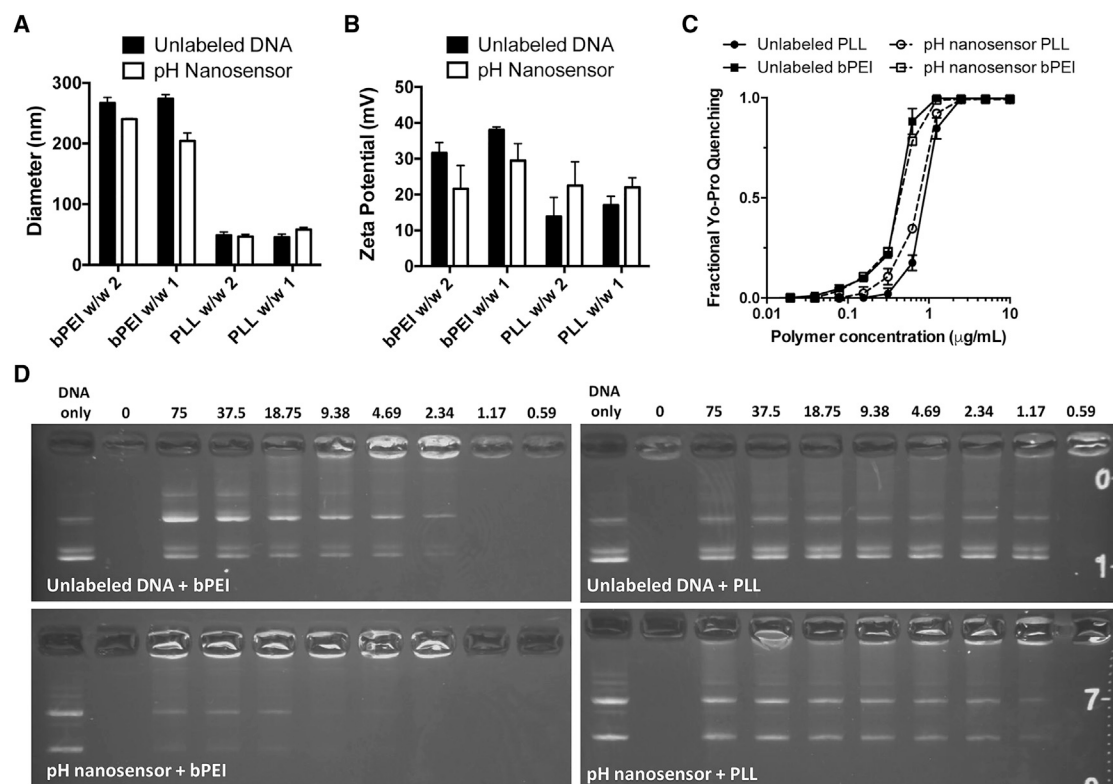 A
Unlabeled DNA
pH Nanosensor
Diameter (nm)
300
200
100
0
bPEI w/w 2
bPEI w/w 1
PLL w/w 2
PLL w/w 1
B
Unlabeled DNA
pH Nanosensor
Zeta Potential (mV)
50
40
30
20
10
0
bPEI w/w 2
bPEI w/w 1
PLL w/w 2
PLL w/w 1
C
Unlabeled PLL
pH nanosensor PLL
Unlabeled bPEI
pH nanosensor bPEI
Fractional Yo-Pro Quenching
1.0
0.5
0.0
0.01 0.1 1 10
Polymer concentration (μg/mL)
D
DNA only 0 75 37.5 18.75 9.38 4.69 2.34 1.17 0.59
Unlabeled DNA + bPEI
DNA only 0 75 37.5 18.75 9.38 4.69 2.34 1.17 0.59
0
1
Unlabeled DNA + PLL
pH nanosensor + bPEI
7
pH nanosensor + PLL